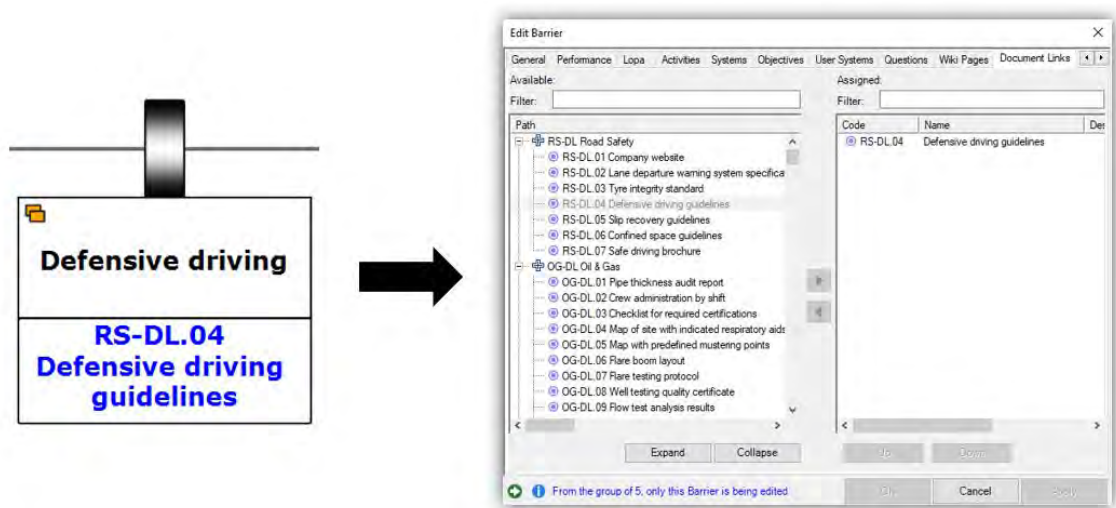 Defensive driving
RS-DL.04
Defensive driving
guidelines
Edit Barrier
General Performance Lopa Activities Systems Objectives User Systems Questions Wiki Pages Document Links
Available:
Filter:
Path
RS-DL Road Safety
RS-DL.01 Company website
RS-DL.02 Lane departure warning system specifica
RS-DL.03 Tyre integrity standard
RS-DL.04 Defensive driving guidelines
RS-DL.05 Slip recovery guidelines
RS-DL.06 Confined space guidelines
RS-DL.07 Safe driving brochure
OG-DL Oil & Gas
OG-DL.01 Pipe thickness audit report
OG-DL.02 Crew administration by shift
OG-DL.03 Checklist for required certifications
OG-DL.04 Map of site with indicated respiratory aids
OG-DL.05 Map with predefined mustering points
OG-DL.06 Flare boom layout
OG-DL.07 Flare testing protocol
OG-DL.08 Well testing quality certificate
OG-DL.09 Flow test analysis results
Expand Collapse
Assigned:
Filter:
Code Name Des
RS-DL.04 Defensive driving guidelines
Up Down
From the group of 5, only this Barrier is being edited
Cancel Apply